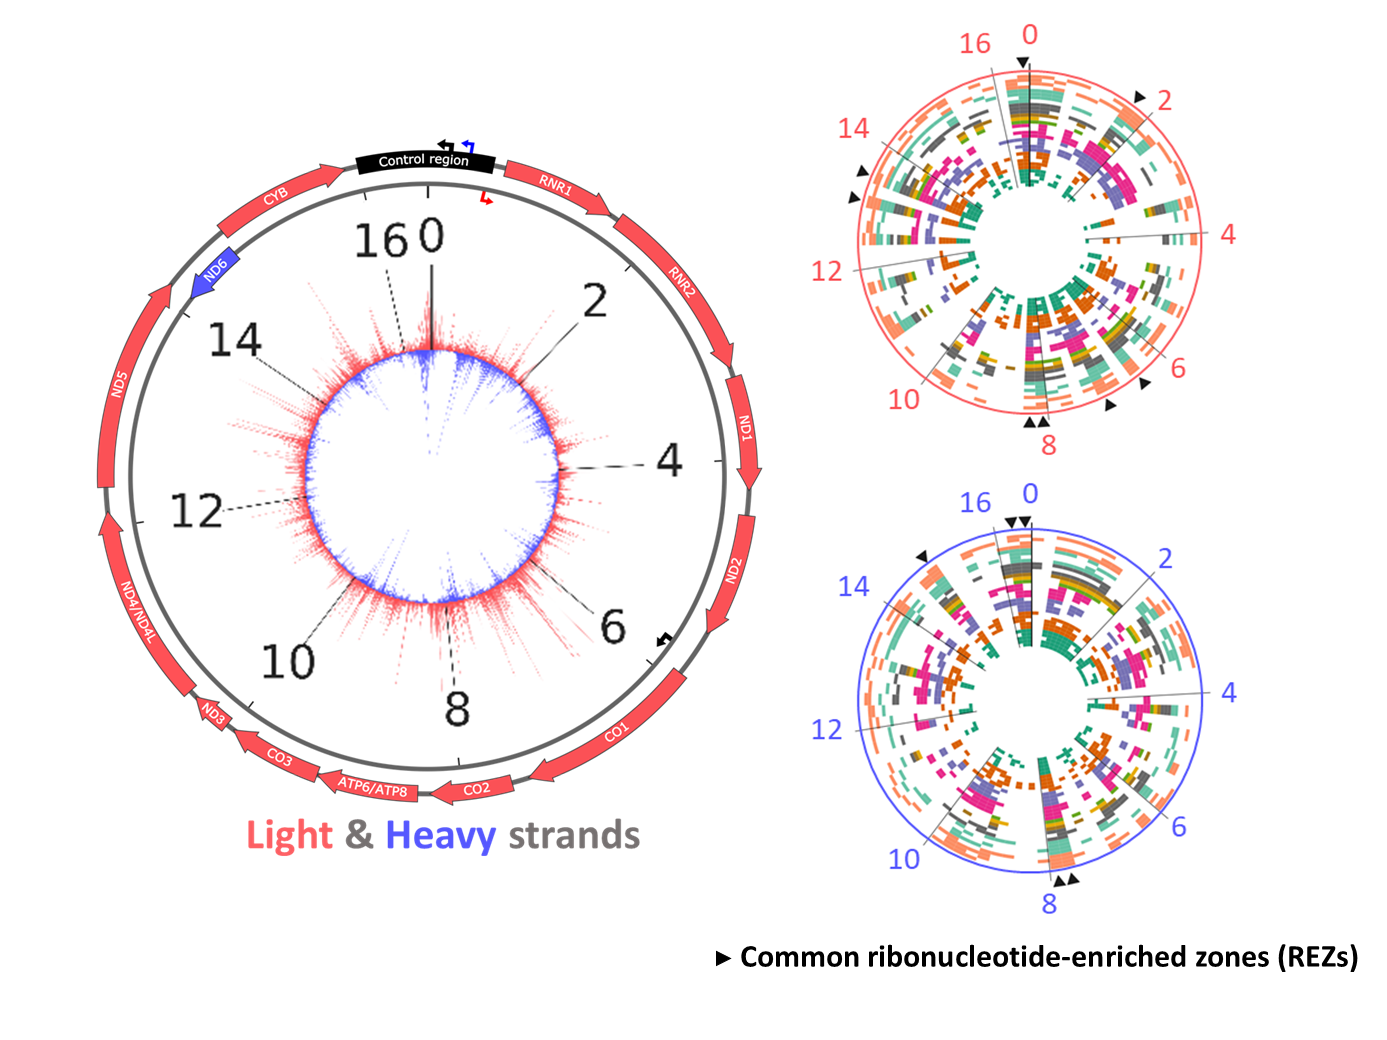 Control region
RNR1
RNR2
ND1
ND2
CO1
CO2
ATP6/ATP8
CO3
ND3
ND4/ND4L
ND5
ND6
CYB
0
2
4
6
8
10
12
14
16
Light & Heavy strands
0
2
4
6
8
10
12
14
16
0
2
4
6
8
10
12
14
16
Common ribonucleotide-enriched zones (REZs)